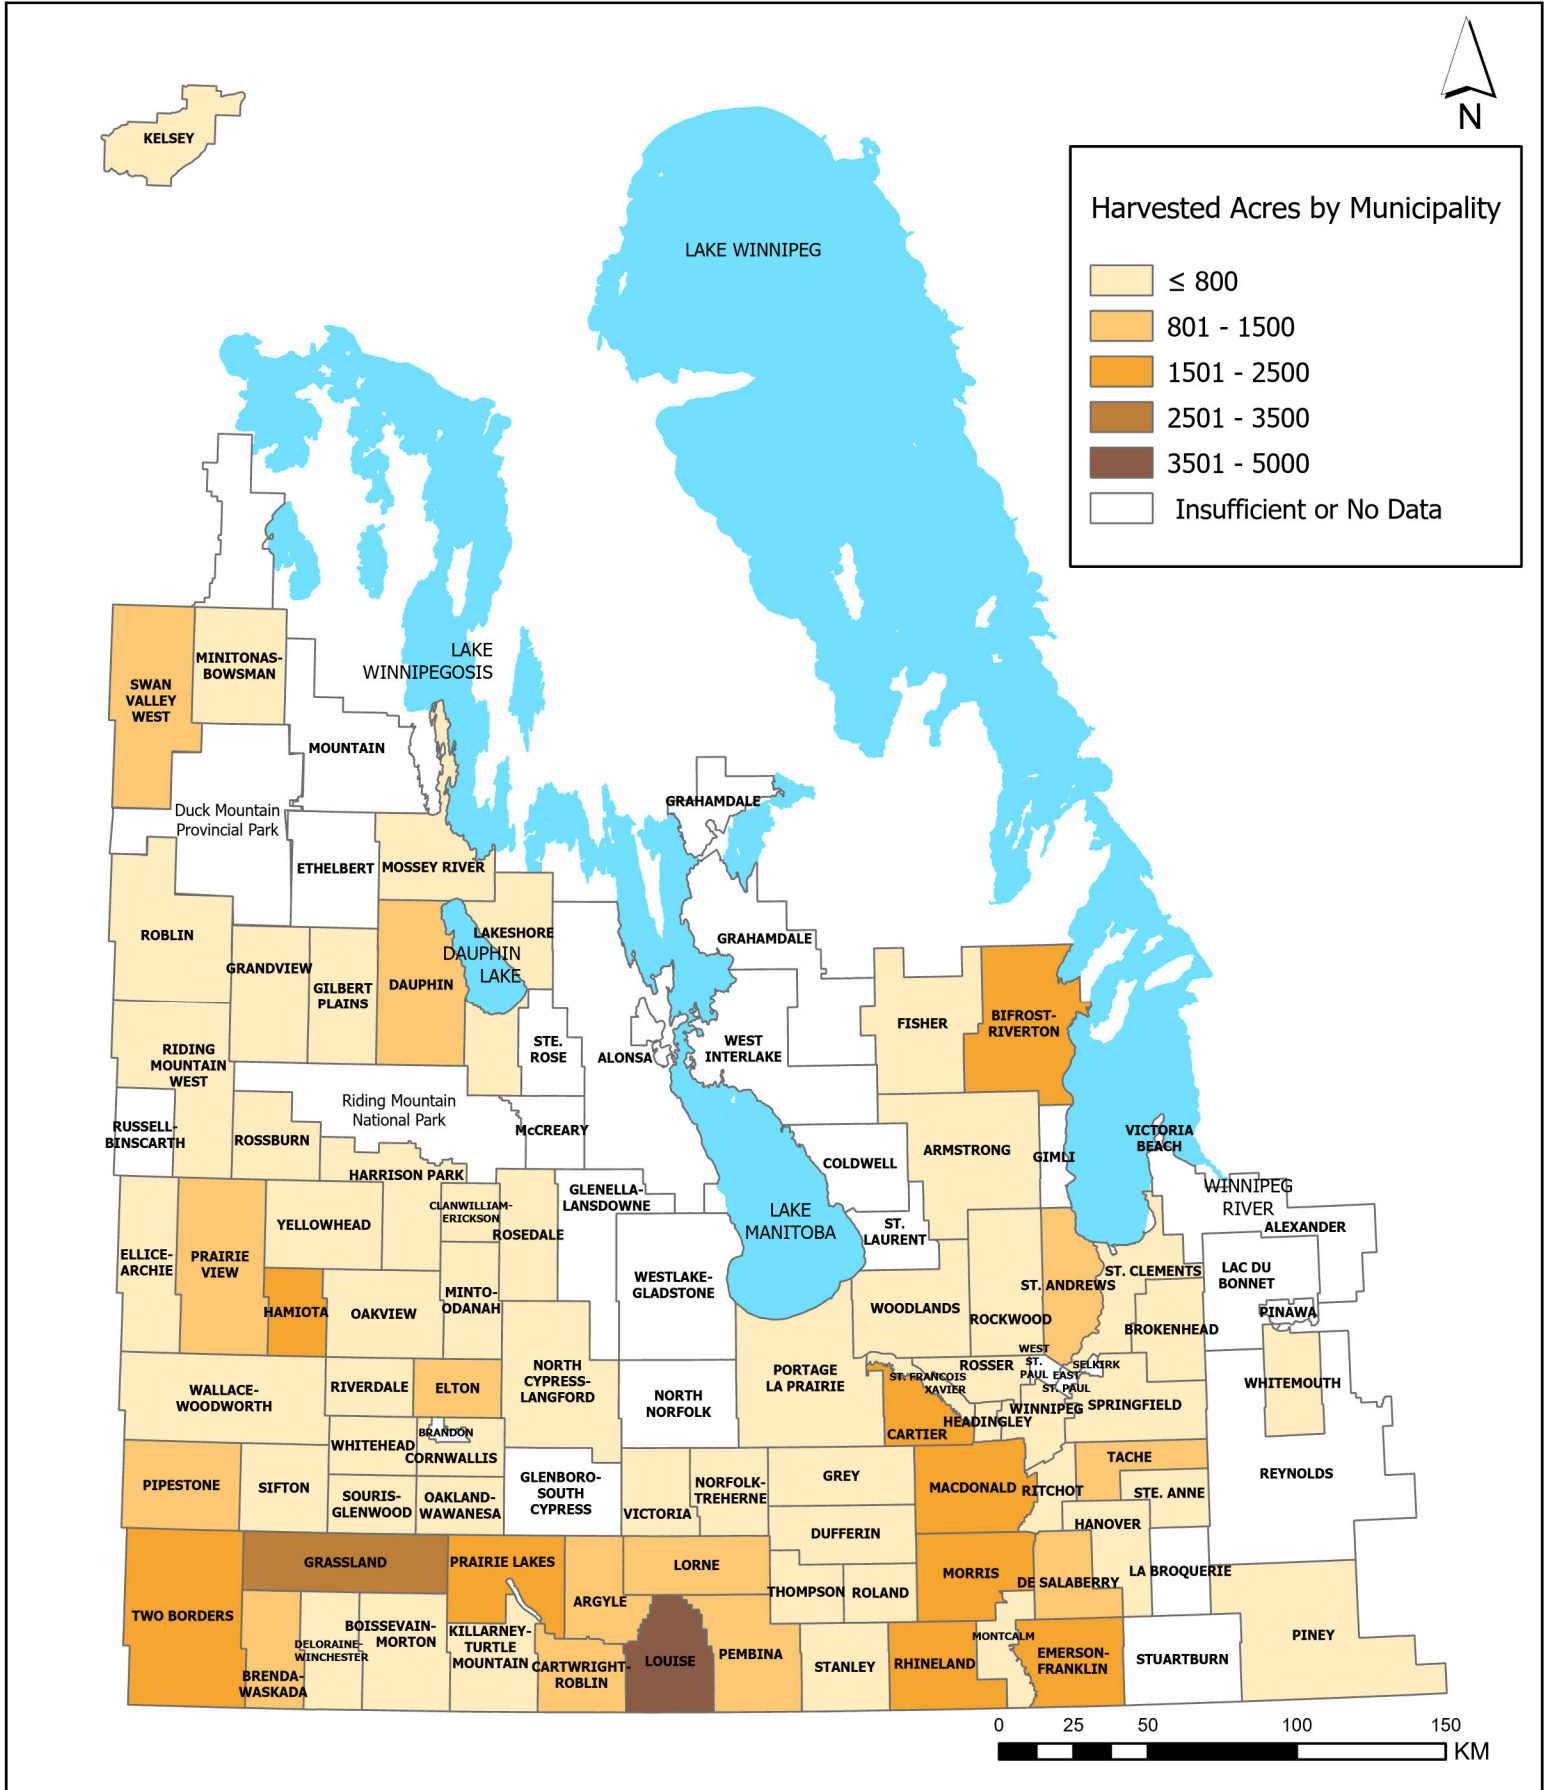 N
KELSEY
Harvested Acres by Municipality
≤ 800
801 - 1500
1501 - 2500
2501 - 3500
3501 - 5000
Insufficient or No Data
LAKE WINNIPEG
LAKE
WINNIPEGOSIS
MINITONAS-
BOWSMAN
SWAN
VALLEY
WEST
MOUNTAIN
Duck Mountain
Provincial Park
GRAHAMDALE
ETHELBERT
MOSSEY RIVER
ROBLIN
LAKESHORE
GRAHAMDALE
DAUPHIN
LAKE
GRANDVIEW
GILBERT
PLAINS
DAUPHIN
FISHER
BIFROST-
RIVERTON
RIDING
MOUNTAIN
WEST
STE.
ROSE
ALONSA
WEST
INTERLAKE
Riding Mountain
National Park
RUSSELL-
BINSCARTH
ROSSBURN
McCREARY
VICTORIA
BEACH
ARMSTRONG
GIMLI
COLDWELL
HARRISON PARK
GLENELLA-
LANSDOWNE
WINNIPEG
RIVER
CLANWILLIAM-
ERICKSON
YELLOWHEAD
ROSEDALE
LAKE
MANITOBA
ST.
LAURENT
ALEXANDER
ELLICE-
ARCHIE
PRAIRIE
VIEW
WESTLAKE-
GLADSTONE
ST. ANDREWS
ST. CLEMENTS
LAC DU
BONNET
HAMIOTA
OAKVIEW
MINTO-
ODANAH
WOODLANDS
ROCKWOOD
BROKENHEAD
PINAWA
WALLACE-
WOODWORTH
RIVERDALE
ELTON
NORTH
CYPRESS-
LANGFORD
NORTH
NORFOLK
PORTAGE
LA PRAIRIE
ST. FRANCOIS
XAVIER
ROSSER
WEST
ST.
PAUL
EAST
ST. PAUL
SELKIRK
WHITEMOUTH
CARTIER
HEADINGLEY
WINNIPEG
SPRINGFIELD
WHITEHEAD
BRANDON
CORNWALLIS
PIPESTONE
SIFTON
SOURIS-
GLENWOOD
OAKLAND-
WAWANESA
GLENBORO-
SOUTH
CYPRESS
VICTORIA
NORFOLK-
TREHERNE
GREY
MACDONALD
RITCHOT
TACHE
STE. ANNE
REYNOLDS
DUFFERIN
HANOVER
GRASSLAND
PRAIRIE LAKES
LORNE
MORRIS
DE SALABERRY
LA BROQUERIE
TWO BORDERS
ARGYLE
THOMPSON
ROLAND
BRENDA-
WASKADA
DELORAINE-
WINCHESTER
BOISSEVAIN-
MORTON
KILLARNEY-
TURTLE
MOUNTAIN
CARTWRIGHT-
ROBLIN
LOUISE
PEMBINA
STANLEY
RHINELAND
MONTCALM
EMERSON-
FRANKLIN
STUARTBURN
PINEY
0 25 50 100 150
KM